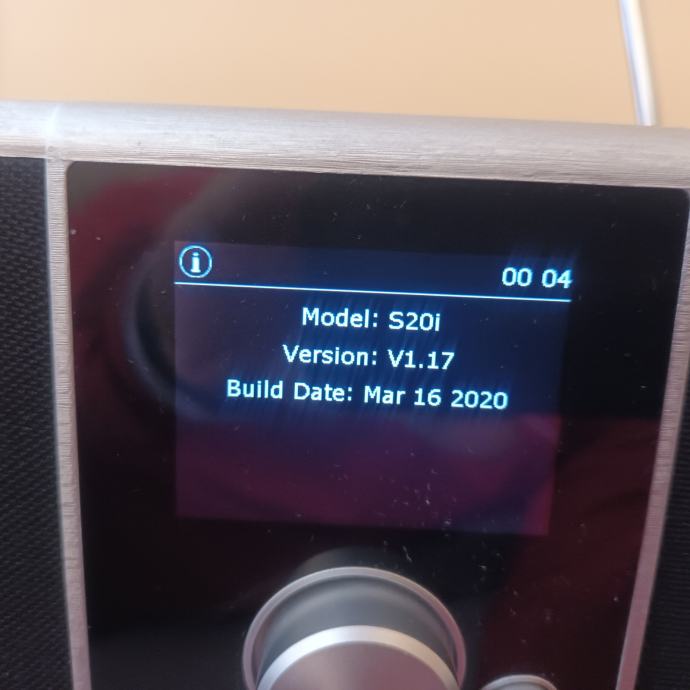 00 04
Model: S20i
Version: V1.17
Build Date: Mar 16 2020